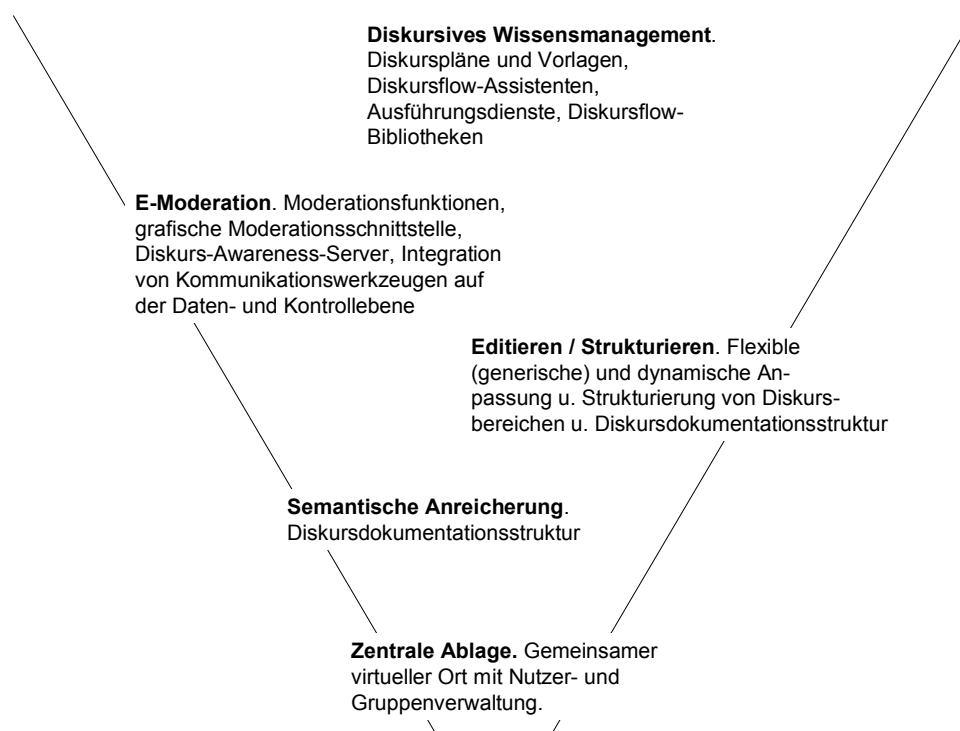 Diskursives Wissensmanagement.
Diskurspläne und Vorlagen,
Diskursflow-Assistenten,
Ausführungsdienste, Diskursflow-
Bibliotheken
E-Moderation. Moderationsfunktionen,
grafische Moderationsschnittstelle,
Diskurs-Awareness-Server, Integration
von Kommunikationswerkzeugen auf
der Daten- und Kontrollebene
Editieren / Strukturieren. Flexible
(generische) und dynamische An-
passung u. Strukturierung von Diskurs-
bereichen u. Diskursdokumentationsstruktur
Semantische Anreicherung.
Diskursdokumentationsstruktur
Zentrale Ablage. Gemeinsamer
virtueller Ort mit Nutzer- und
Gruppenverwaltung.